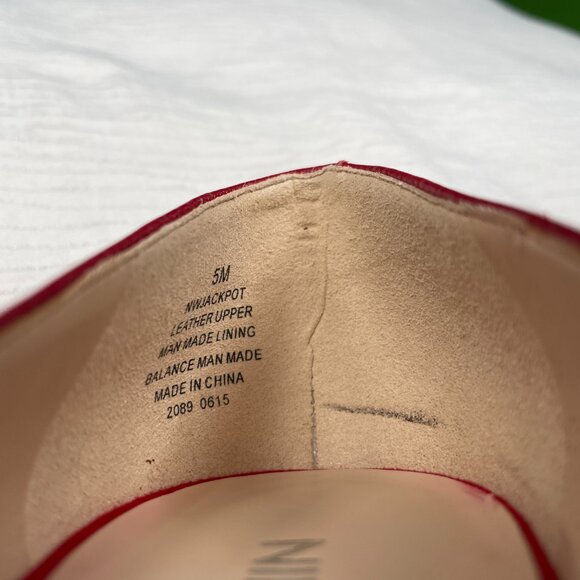 5M
NWJACKPOT
LEATHER UPPER
MAN MADE LINING
BALANCE MAN MADE
MADE IN CHINA
2089 0615